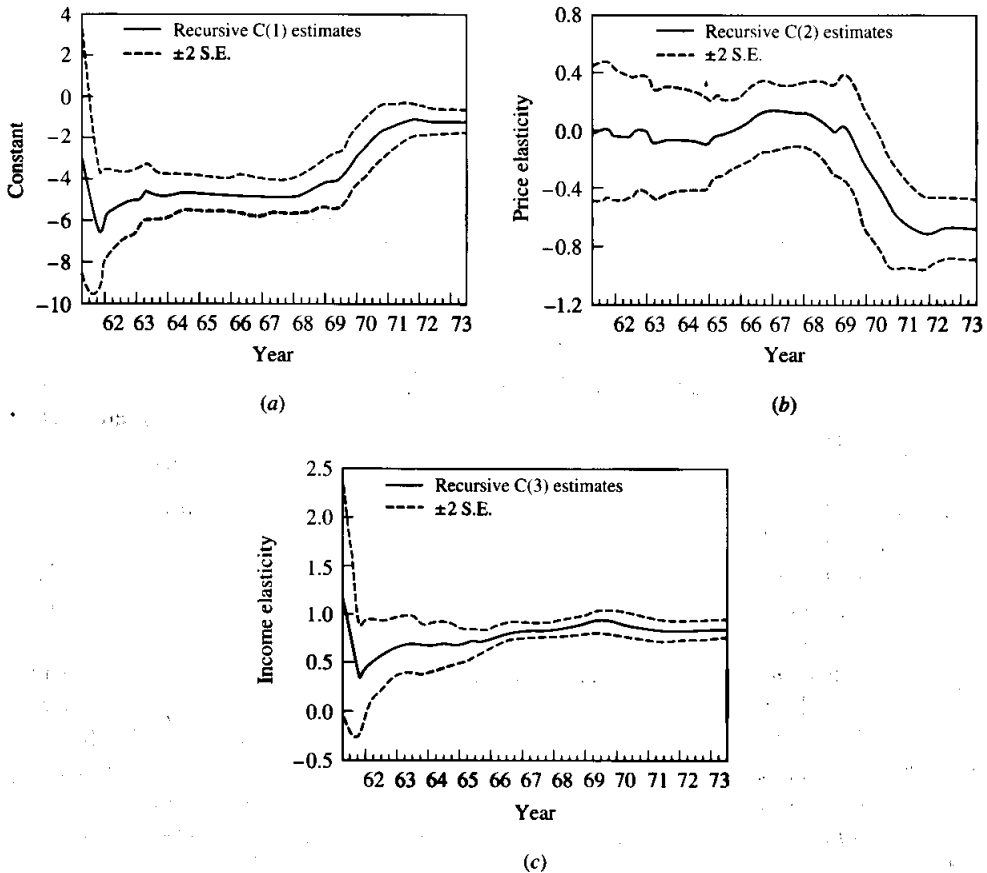 4
2
0
−2
−4
−6
−8
−10
Constant
Recursive C(1) estimates
±2 S.E.
62 63 64 65 66 67 68 69 70 71 72 73
Year
(a)
0.8
0.4
0.0
−0.4
−0.8
−1.2
Price elasticity
Recursive C(2) estimates
±2 S.E.
62 63 64 65 66 67 68 69 70 71 72 73
Year
(b)
2.5
2.0
1.5
1.0
0.5
0.0
−0.5
Income elasticity
Recursive C(3) estimates
±2 S.E.
62 63 64 65 66 67 68 69 70 71 72 73
Year
(c)